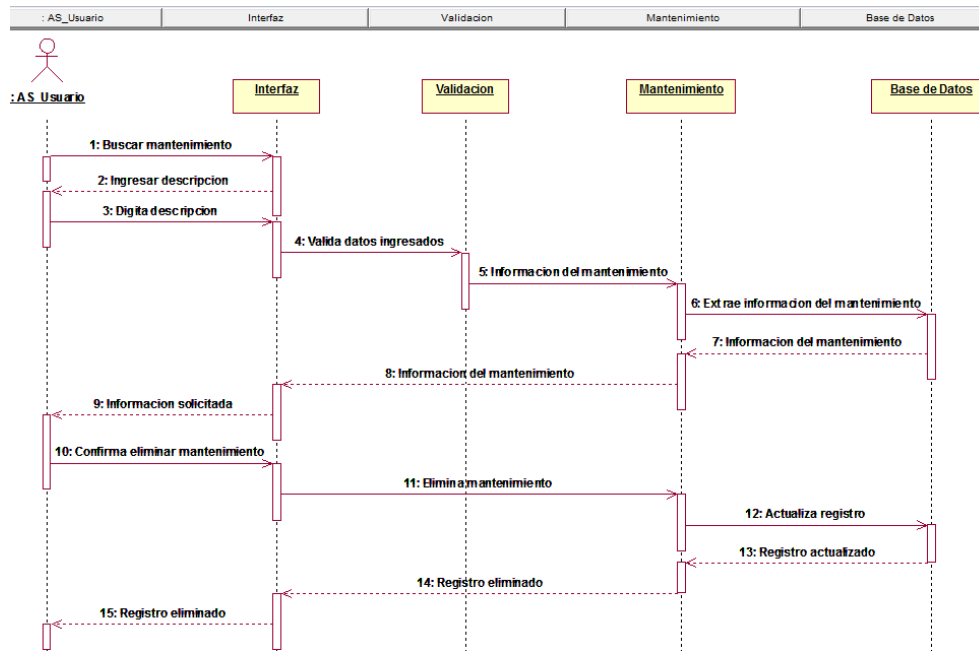 : AS_Usuario
Interfaz
Validacion
Mantenimiento
Base de Datos
: AS_Usuario
Interfaz
Validacion
Mantenimiento
Base de Datos
1: Buscar mantenimiento
2: Ingresar descripcion
3: Digita descripcion
4: Valida datos ingresados
5: Informacion del mantenimiento
6: Extrae informacion del mantenimiento
7: Informacion del mantenimiento
8: Informacion del mantenimiento
9: Informacion solicitada
10: Confirma eliminar mantenimiento
11: Elimina mantenimiento
12: Actualiza registro
13: Registro actualizado
14: Registro eliminado
15: Registro eliminado